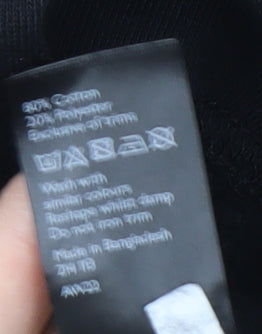 80% Cotton
20% Polyester
Exclusive of trims
Wash with
similar colours
Reshape whilst damp
Do not iron trim
Made in Bangladesh
AW22